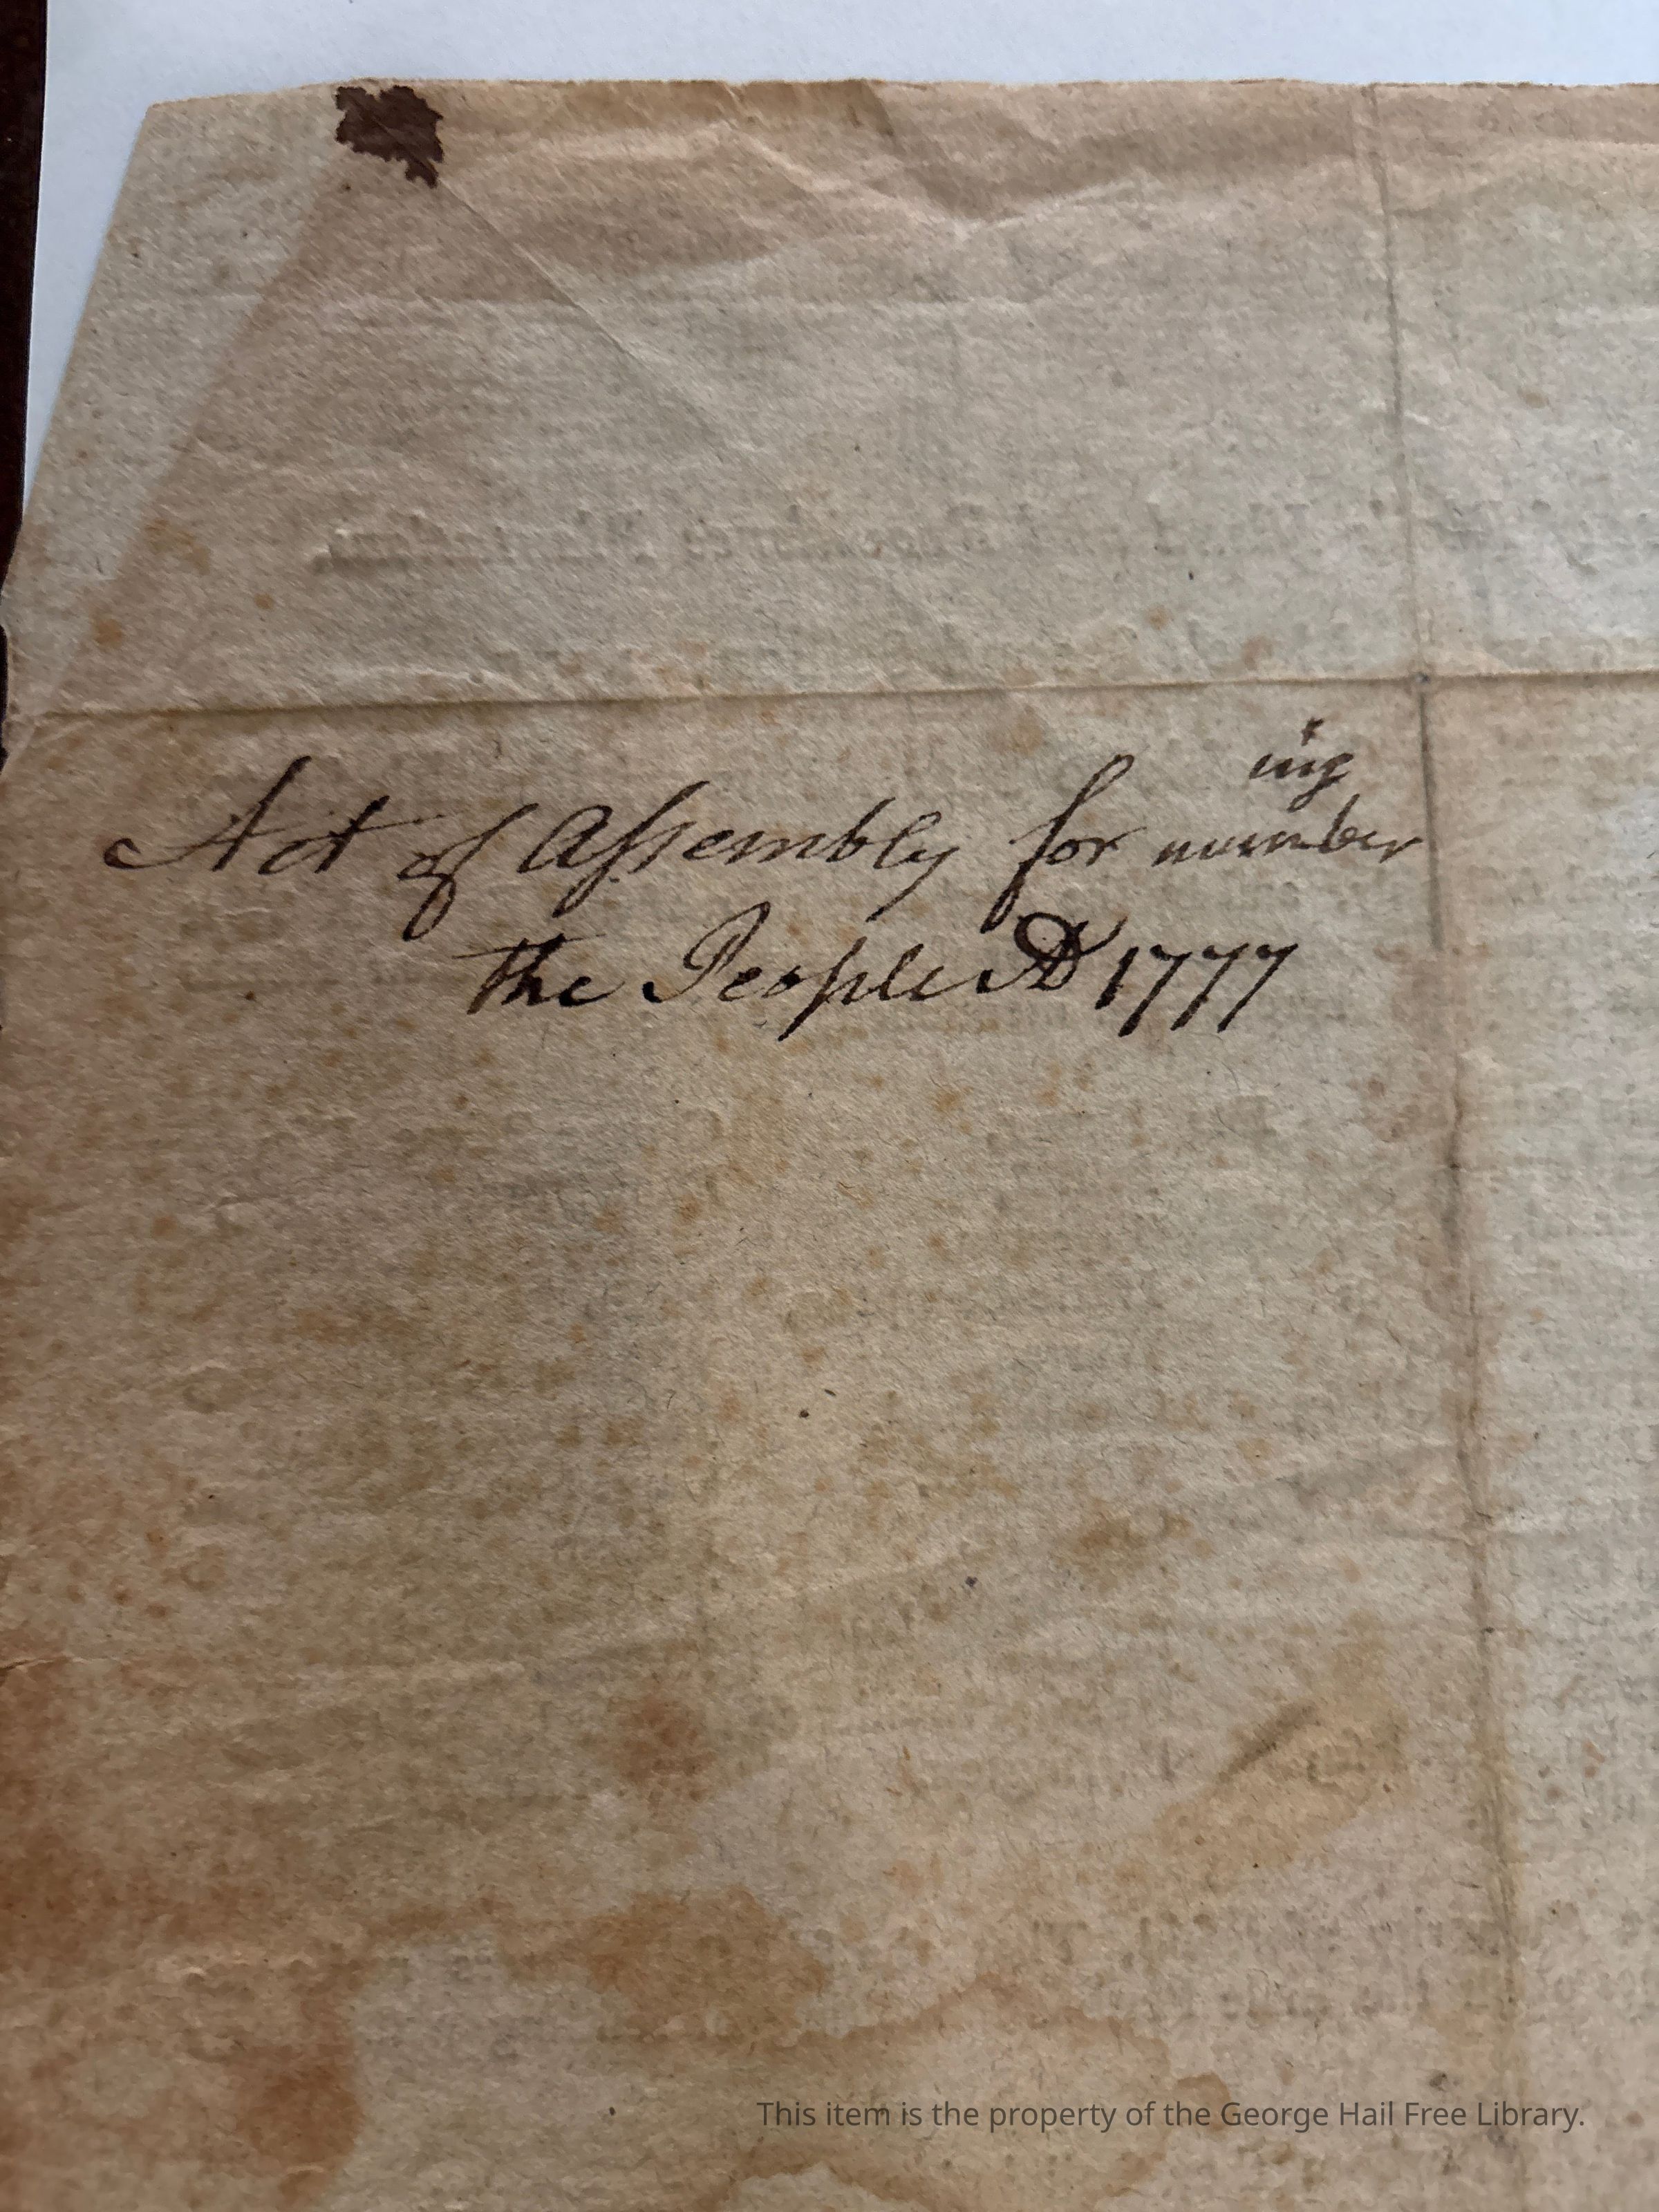 Act of Aſsembly for numbering
the People AD 1777
This item is the property of the George Hail Free Library.